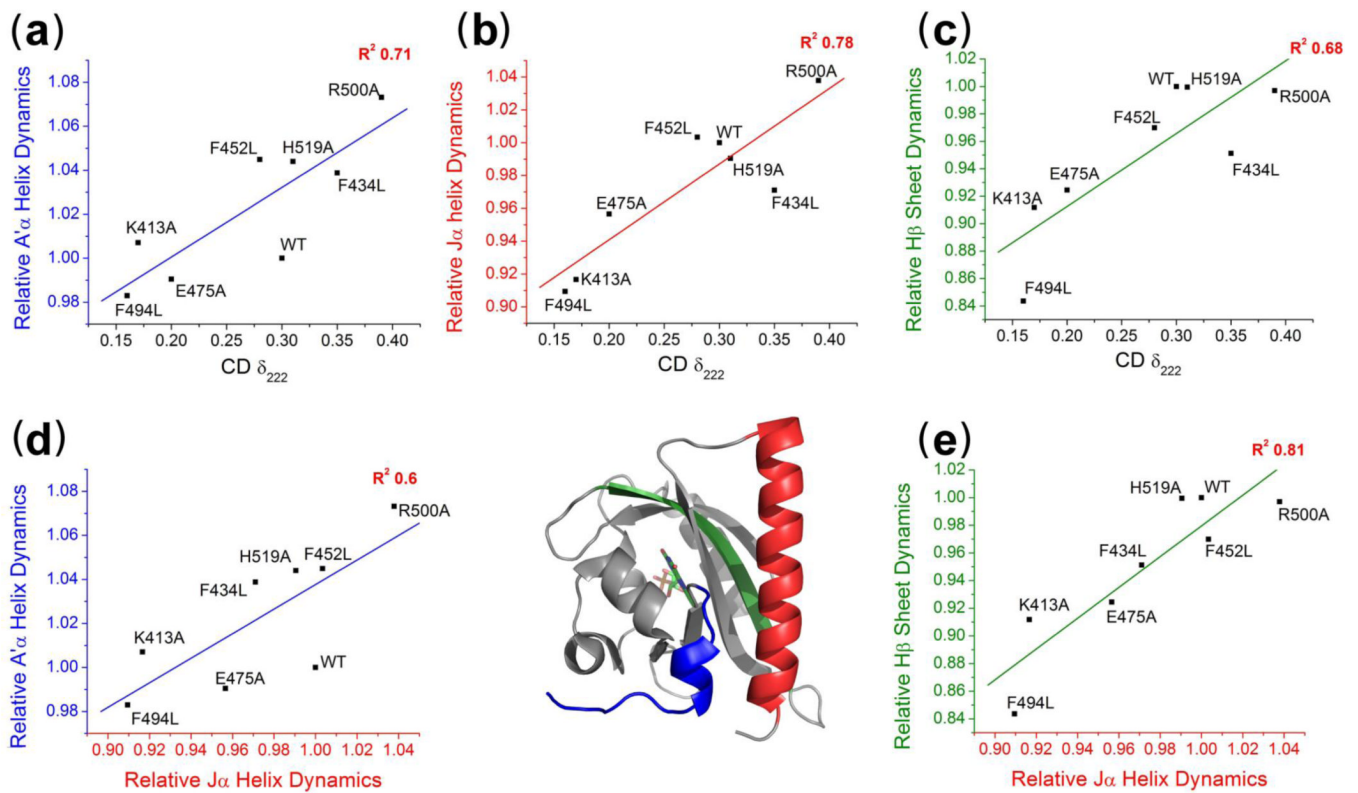 (a)
R² 0.71
Relative A'α Helix Dynamics
1.08
1.06
1.04
1.02
1.00
0.98
R500A
F452L
H519A
F434L
K413A
WT
E475A
F494L
0.15 0.20 0.25 0.30 0.35 0.40
CD δ₂₂₂
(b)
R² 0.78
Relative Jα helix Dynamics
1.04
1.02
1.00
0.98
0.96
0.94
0.92
0.90
R500A
F452L
WT
H519A
F434L
E475A
K413A
F494L
0.15 0.20 0.25 0.30 0.35 0.40
CD δ₂₂₂
(c)
R² 0.68
Relative Hβ Sheet Dynamics
1.02
1.00
0.98
0.96
0.94
0.92
0.90
0.88
0.86
0.84
WT
H519A
R500A
F452L
F434L
E475A
K413A
F494L
0.15 0.20 0.25 0.30 0.35 0.40
CD δ₂₂₂
(d)
R² 0.6
Relative A'α Helix Dynamics
1.08
1.06
1.04
1.02
1.00
0.98
R500A
H519A
F452L
F434L
K413A
E475A
WT
F494L
0.90 0.92 0.94 0.96 0.98 1.00 1.02 1.04
Relative Jα Helix Dynamics
(e)
R² 0.81
Relative Hβ Sheet Dynamics
1.02
1.00
0.98
0.96
0.94
0.92
0.90
0.88
0.86
0.84
H519A
WT
R500A
F434L
F452L
K413A
E475A
F494L
0.90 0.92 0.94 0.96 0.98 1.00 1.02 1.04
Relative Jα Helix Dynamics